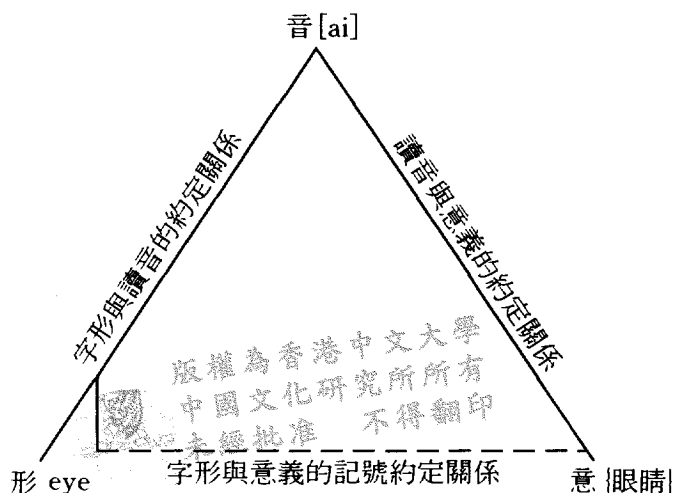 音[ai]
字形與讀音的約定關係
讀音與意義的約定關係
版權為香港中文大學
中國文化研究所所有
未經批准 不得翻印
形 eye
字形與意義的記號約定關係
意{眼睛}